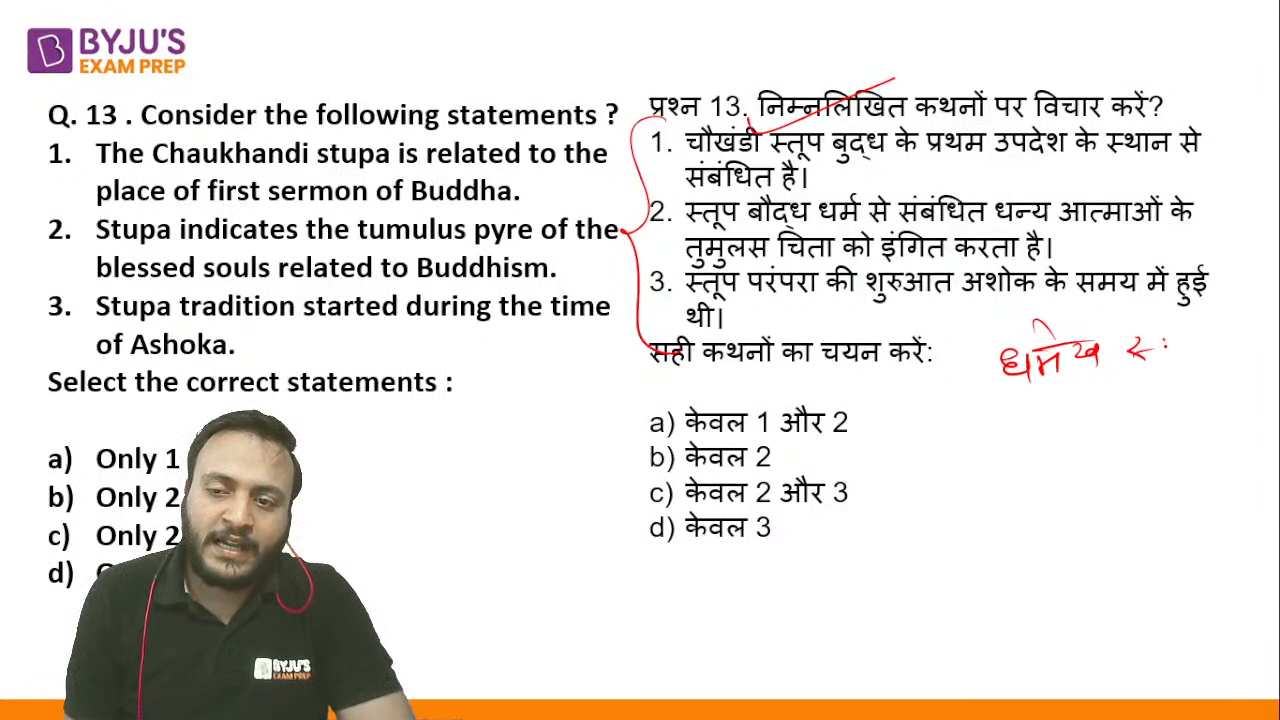 BYJU'S
EXAM PREP
Q. 13 . Consider the following statements ?
1. The Chaukhandi stupa is related to the
place of first sermon of Buddha.
2. Stupa indicates the tumulus pyre of the
blessed souls related to Buddhism.
3. Stupa tradition started during the time
of Ashoka.
Select the correct statements :
a) Only 1
b) Only 2
c) Only 2
d)
प्रश्न 13. निम्नलिखित कथनों पर विचार करें?
1. चौखंडी स्तूप बुद्ध के प्रथम उपदेश के स्थान से
संबंधित है।
2. स्तूप बौद्ध धर्म से संबंधित धन्य आत्माओं के
तुमुलस चिता को इंगित करता है।
3. स्तूप परंपरा की शुरुआत अशोक के समय में हुई
थी।
सही कथनों का चयन करें:
a) केवल 1 और 2
b) केवल 2
c) केवल 2 और 3
d) केवल 3
BYJU'S
EXAM PREP